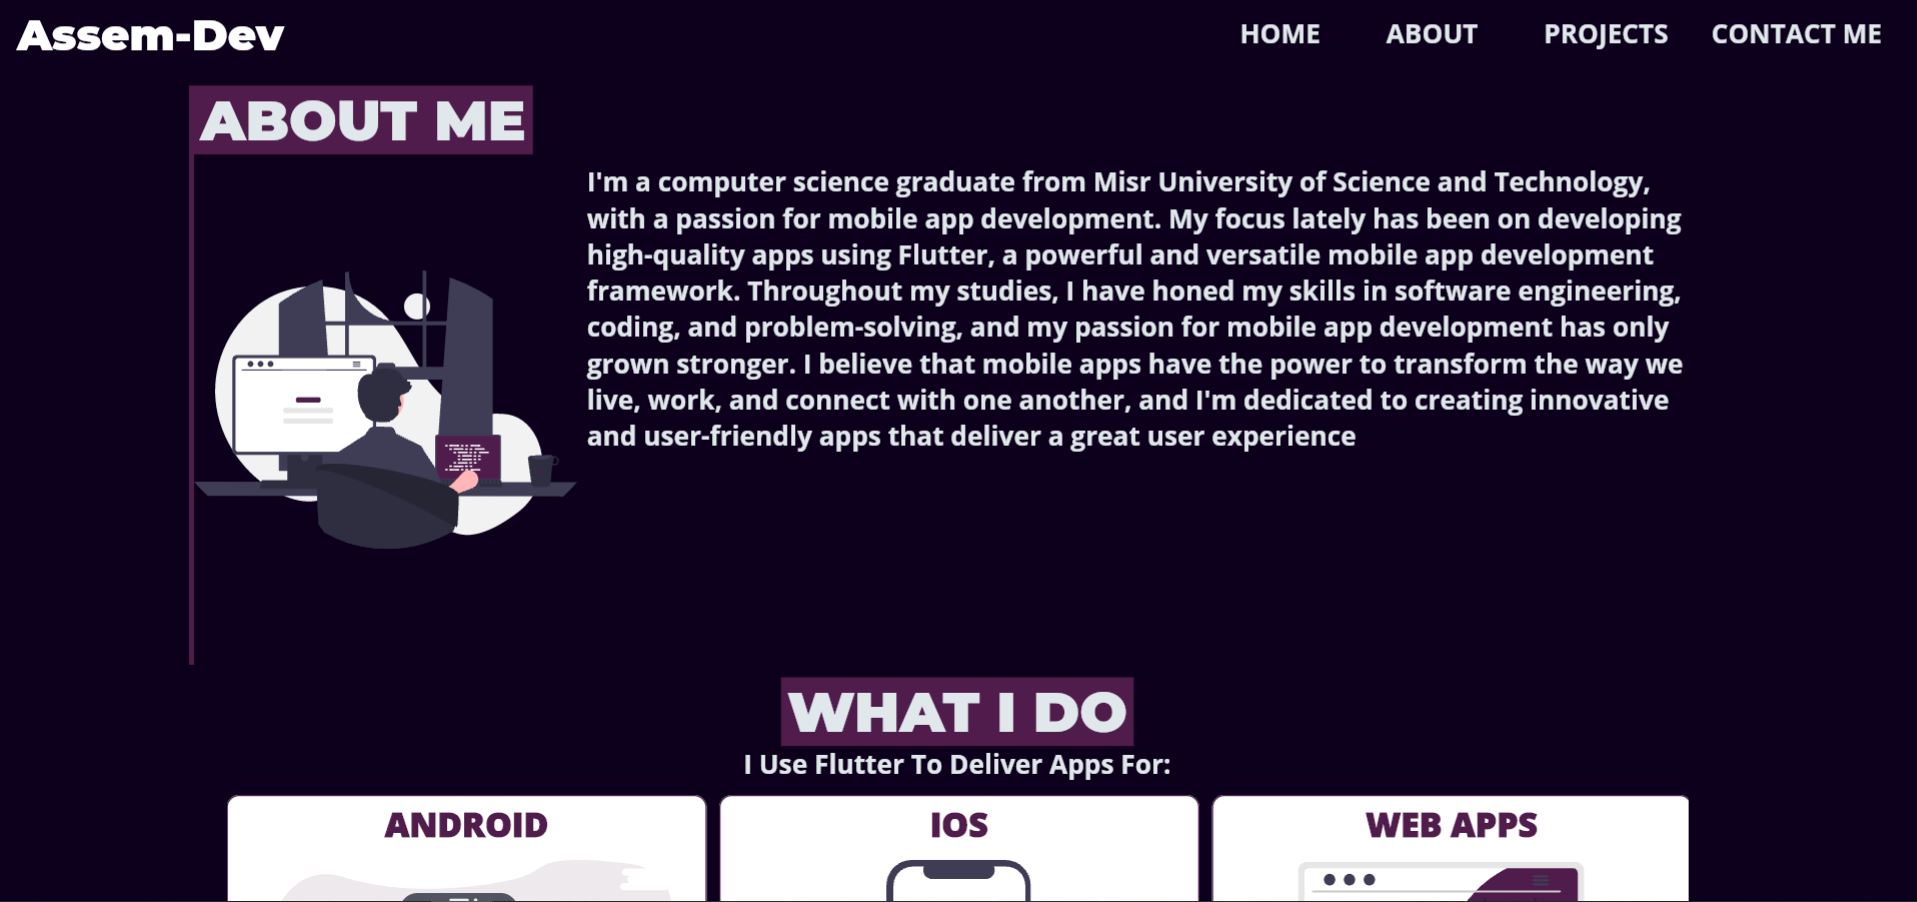 Assem-Dev
HOME ABOUT PROJECTS CONTACT ME
ABOUT ME
I'm a computer science graduate from Misr University of Science and Technology,
with a passion for mobile app development. My focus lately has been on developing
high-quality apps using Flutter, a powerful and versatile mobile app development
framework. Throughout my studies, I have honed my skills in software engineering,
coding, and problem-solving, and my passion for mobile app development has only
grown stronger. I believe that mobile apps have the power to transform the way we
live, work, and connect with one another, and I'm dedicated to creating innovative
and user-friendly apps that deliver a great user experience
WHAT I DO
I Use Flutter To Deliver Apps For:
ANDROID
IOS
WEB APPS